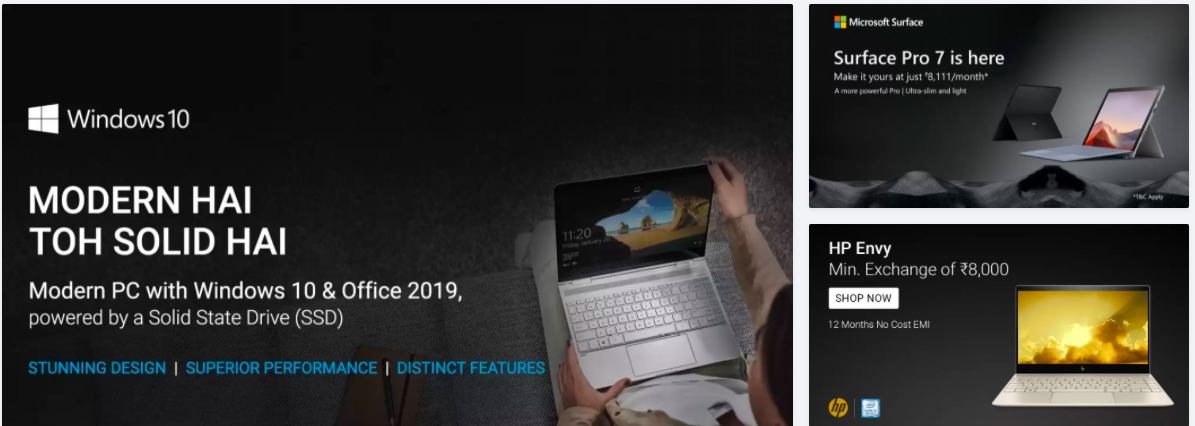 Windows 10
MODERN HAI
TOH SOLID HAI
Modern PC with Windows 10 & Office 2019,
powered by a Solid State Drive (SSD)
STUNNING DESIGN | SUPERIOR PERFORMANCE | DISTINCT FEATURES
11:20
Microsoft Surface
Surface Pro 7 is here
Make it yours at just ₹8,111/month*
A more powerful Pro | Ultra-slim and light
*T&C Apply
HP Envy
Min. Exchange of ₹8,000
SHOP NOW
12 Months No Cost EMI
hp